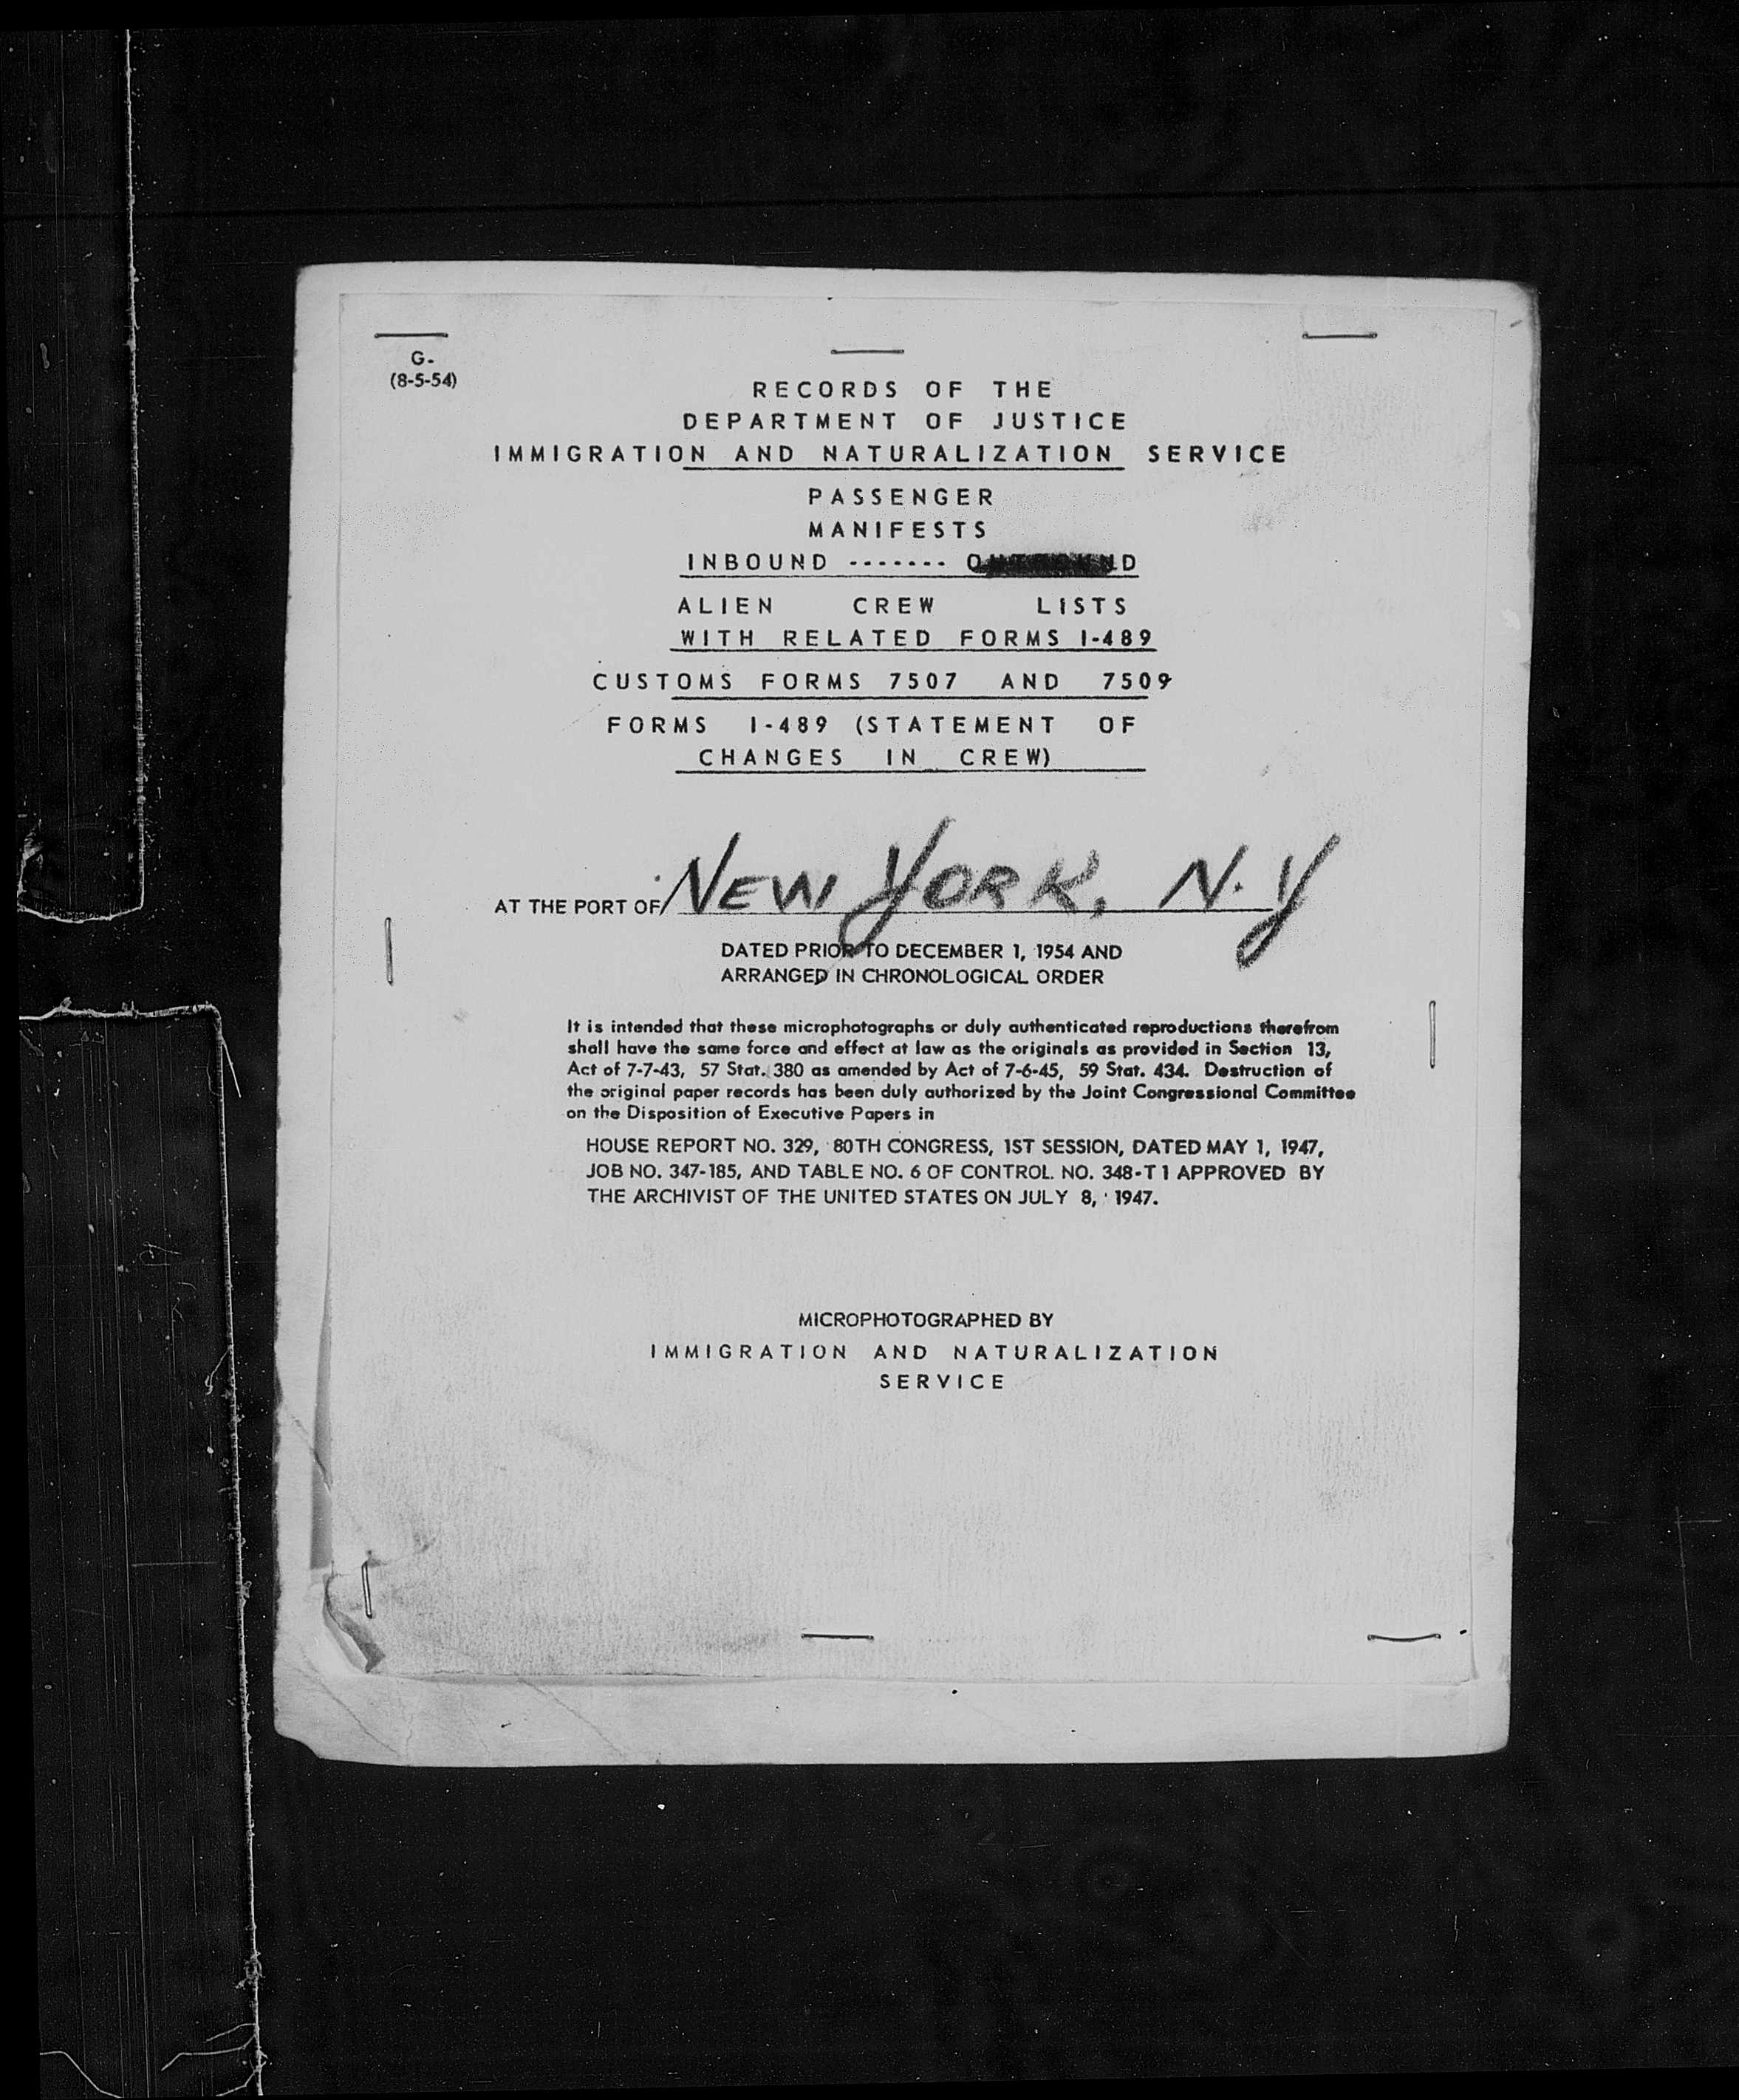 G-
(8-5-54)
RECORDS OF THE
DEPARTMENT OF JUSTICE
IMMIGRATION AND NATURALIZATION SERVICE
PASSENGER
MANIFESTS
INBOUND ------- OUTBOUND
ALIEN CREW LISTS
WITH RELATED FORMS I-489
CUSTOMS FORMS 7507 AND 7509
FORMS I-489 (STATEMENT OF
CHANGES IN CREW)
AT THE PORT OF NEW YORK, N.Y
DATED PRIOR TO DECEMBER 1, 1954 AND
ARRANGED IN CHRONOLOGICAL ORDER
It is intended that these microphotographs or duly authenticated reproductions therefrom
shall have the same force and effect at law as the originals as provided in Section 13,
Act of 7-7-43, 57 Stat. 380 as amended by Act of 7-6-45, 59 Stat. 434. Destruction of
the original paper records has been duly authorized by the Joint Congressional Committee
on the Disposition of Executive Papers in
HOUSE REPORT NO. 329, 80TH CONGRESS, 1ST SESSION, DATED MAY 1, 1947,
JOB NO. 347-185, AND TABLE NO. 6 OF CONTROL NO. 348-T1 APPROVED BY
THE ARCHIVIST OF THE UNITED STATES ON JULY 8, 1947.
MICROPHOTOGRAPHED BY
IMMIGRATION AND NATURALIZATION
SERVICE